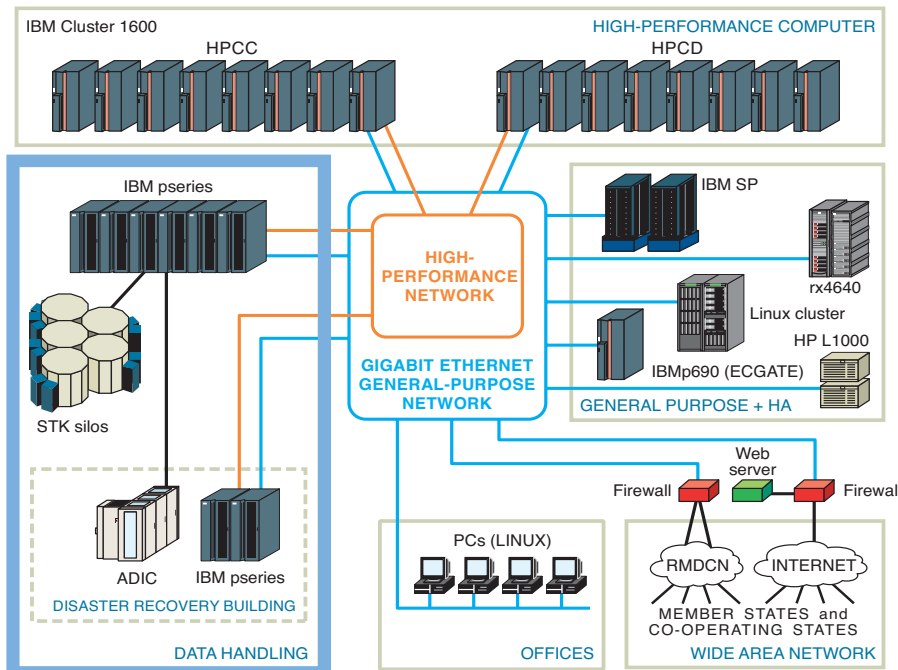 IBM Cluster 1600
HIGH-PERFORMANCE COMPUTER
HPCC
HPCD
IBM pseries
STK silos
ADIC
IBM pseries
DISASTER RECOVERY BUILDING
DATA HANDLING
HIGH-
PERFORMANCE
NETWORK
GIGABIT ETHERNET
GENERAL-PURPOSE
NETWORK
IBM SP
rx4640
Linux cluster
HP L1000
IBMp690 (ECGATE)
GENERAL PURPOSE + HA
Web
server
Firewall
Firewal
PCs (LINUX)
OFFICES
RMDCN
INTERNET
MEMBER STATES and
CO-OPERATING STATES
WIDE AREA NETWORK